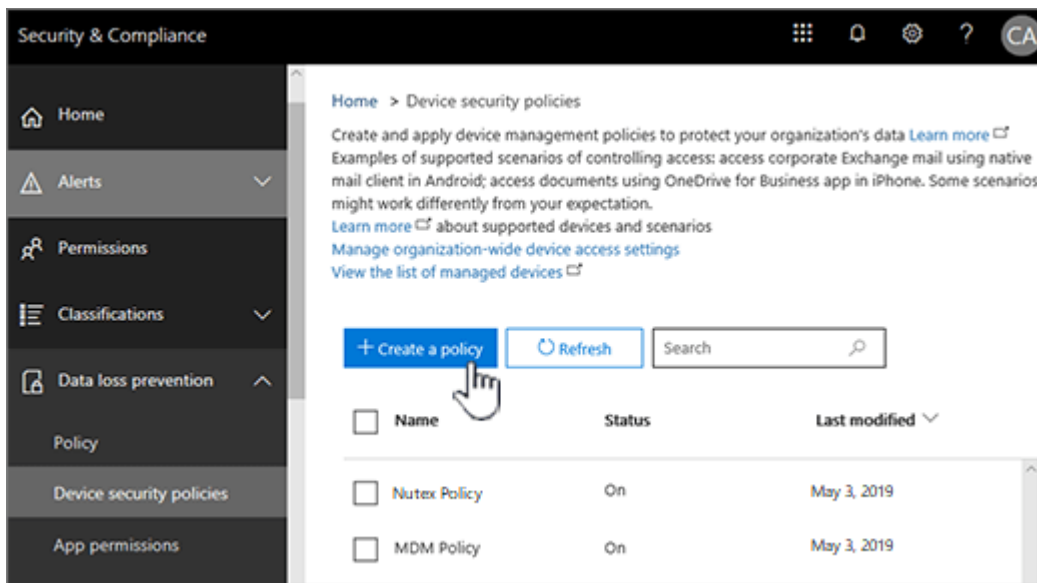 Security & Compliance
?
CA
Home
Alerts
Permissions
Classifications
Data loss prevention
Policy
Device security policies
App permissions
Home > Device security policies
Create and apply device management policies to protect your organization's data Learn more
Examples of supported scenarios of controlling access: access corporate Exchange mail using native
mail client in Android; access documents using OneDrive for Business app in iPhone. Some scenarios
might work differently from your expectation.
Learn more about supported devices and scenarios
Manage organization-wide device access settings
View the list of managed devices
+ Create a policy Refresh Search
Name Status Last modified
Nutex Policy On May 3, 2019
MDM Policy On May 3, 2019